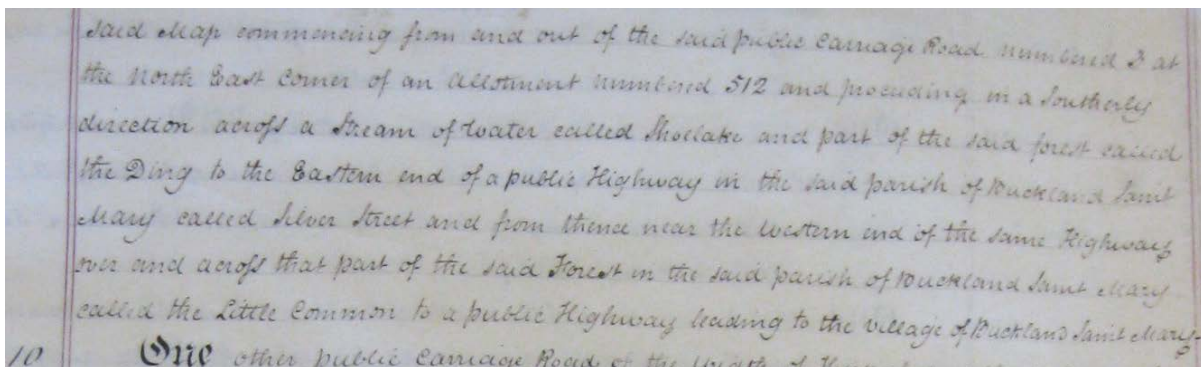 said Map commencing from and out of the said public Carriage Road numbered 3 at
the North East Corner of an allotment numbered 512 and proceeding in a Southerly
direction across a Stream of Water called Shoelake and part of the said forest called
the Ding to the Eastern end of a public Highway in the said parish of Buckland Saint
Mary called Silver Street and from thence near the Western end of the same Highway
over and across that part of the said Forest in the said parish of Buckland Saint Mary
called the Little Common to a public Highway leading to the village of Buckland Saint Mary
10 One other public Carriage Road of the Width of